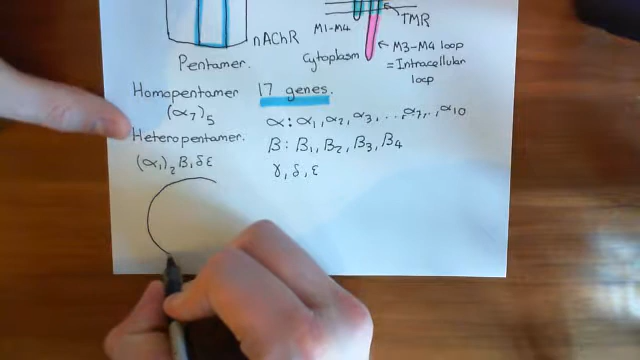 nAChR
Pentamer.
M1-M4
TMR
Cytoplasm
M3-M4 loop
= Intracellular
loop
Homopentamer
(α7)5
Heteropentamer.
(α1)2 β1 δ ε
17 genes.
α: α1, α2, α3, ..., α7, .., α10
β: β1, β2, β3, β4
γ, δ, ε